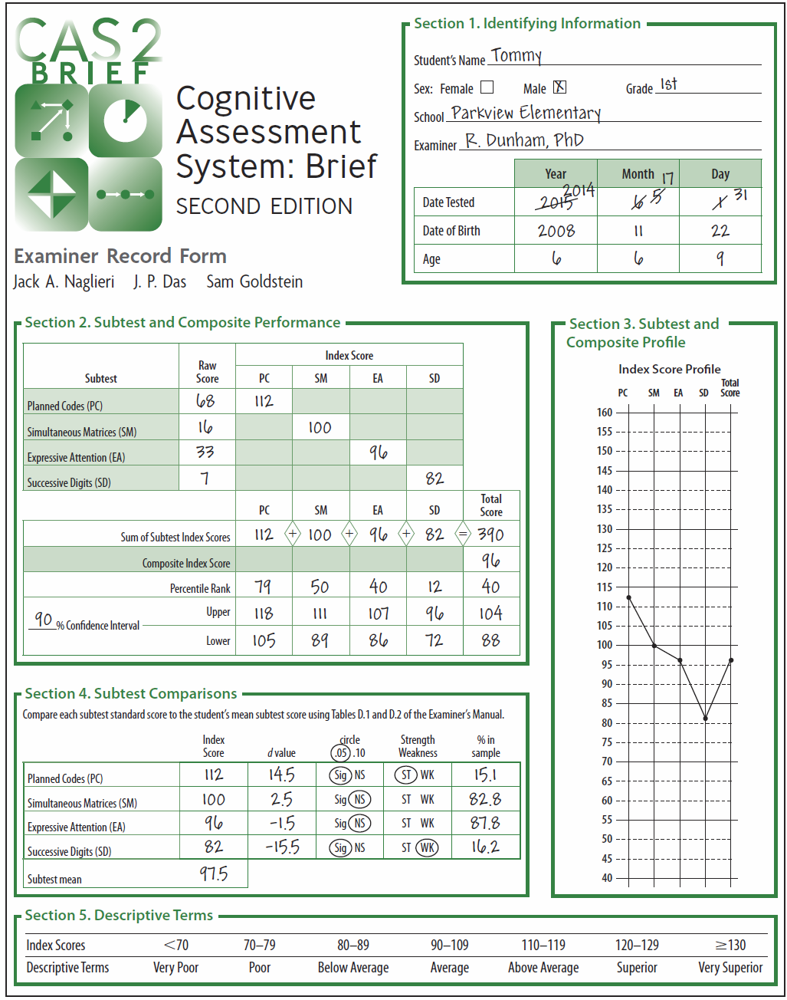 CAS2
BRIEF
Cognitive
Assessment
System: Brief
SECOND EDITION
Examiner Record Form
Jack A. Naglieri J. P. Das Sam Goldstein
Section 1. Identifying Information
Student's Name Tommy
Sex: Female Male X Grade 1st
School Parkview Elementary
Examiner R. Dunham, PhD
Year Month Day
2014 17 31
Date Tested 2015 6 5 1
Date of Birth 2008 11 22
Age 6 6 9
Section 2. Subtest and Composite Performance
Index Score
Raw
Subtest Score PC SM EA SD
Planned Codes (PC) 68 112
Simultaneous Matrices (SM) 16 100
Expressive Attention (EA) 33 96
Successive Digits (SD) 7 82
Total
PC SM EA SD Score
Sum of Subtest Index Scores 112 + 100 + 96 + 82 = 390
Composite Index Score 96
Percentile Rank 79 50 40 12 40
Upper 118 111 107 96 104
90 % Confidence Interval
Lower 105 89 86 72 88
Section 3. Subtest and
Composite Profile
Index Score Profile
Total
PC SM EA SD Score
160
155
150
145
140
135
130
125
120
115
110
105
100
95
90
85
80
75
70
65
60
55
50
45
40
Section 4. Subtest Comparisons
Compare each subtest standard score to the student's mean subtest score using Tables D.1 and D.2 of the Examiner's Manual.
Index circle Strength % in
Score d value .05 .10 Weakness sample
Planned Codes (PC) 112 14.5 Sig NS ST WK 15.1
Simultaneous Matrices (SM) 100 2.5 Sig NS ST WK 82.8
Expressive Attention (EA) 96 -1.5 Sig NS ST WK 87.8
Successive Digits (SD) 82 -15.5 Sig NS ST WK 16.2
Subtest mean 97.5
Section 5. Descriptive Terms
Index Scores <70 70–79 80–89 90–109 110–119 120–129 ≥130
Descriptive Terms Very Poor Poor Below Average Average Above Average Superior Very Superior